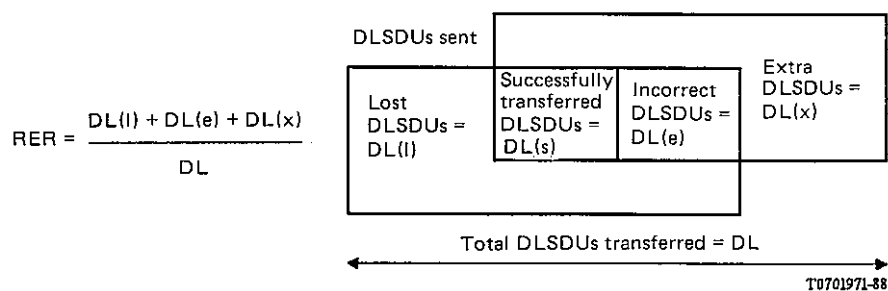 DLSDUs sent
RER = DL(l) + DL(e) + DL(x)
DL
Lost
DLSDUs =
DL(l)
Successfully
transferred
DLSDUs =
DL(s)
Incorrect
DLSDUs =
DL(e)
Extra
DLSDUs =
DL(x)
Total DLSDUs transferred = DL
T0701971-88